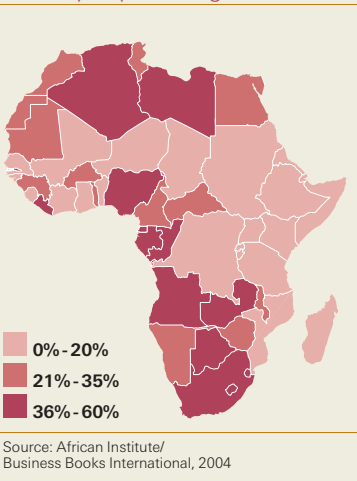 0%-20%
21%-35%
36%-60%
Source: African Institute/
Business Books International, 2004